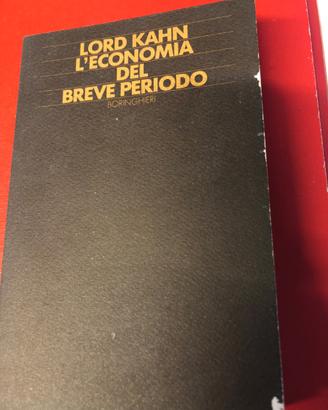 LORD KAHN
L'ECONOMIA
DEL
BREVE PERIODO
BORINGHIERI